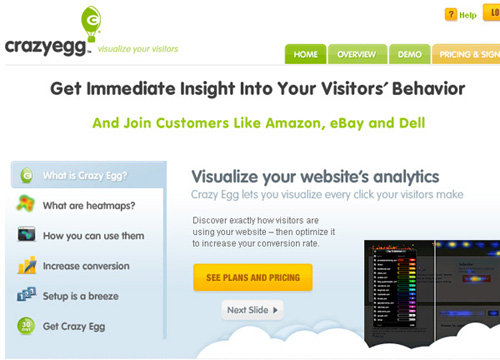 Help
LO
crazyegg™ visualize your visitors
HOME OVERVIEW DEMO PRICING & SIGN
Get Immediate Insight Into Your Visitors' Behavior
And Join Customers Like Amazon, eBay and Dell
What is Crazy Egg?
What are heatmaps?
How you can use them
Increase conversion
Setup is a breeze
Get Crazy Egg
Visualize your website's analytics
Crazy Egg lets you visualize every click your visitors make
Discover exactly how visitors are
using your website – then optimize it
to increase your conversion rate.
SEE PLANS AND PRICING
Next Slide